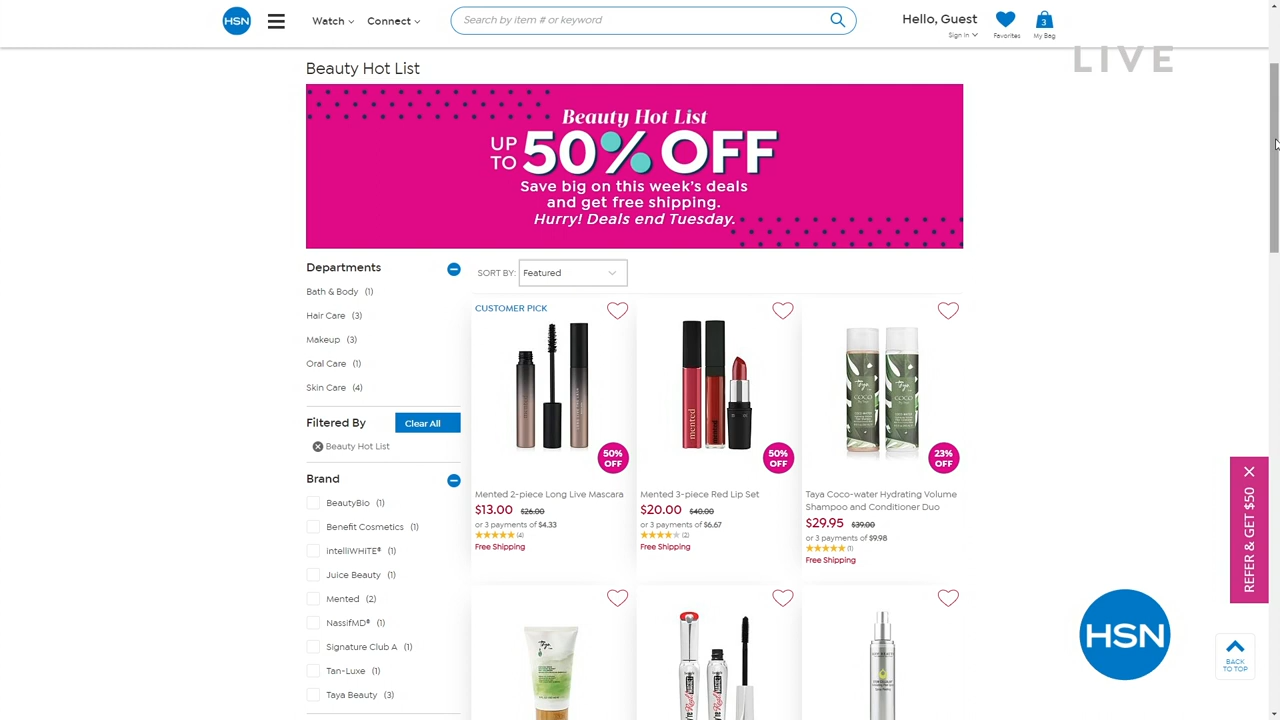 HSN
Watch
Connect
Search by item # or keyword
Hello, Guest
Sign In
Favorites
3
My Bag
LIVE
Beauty Hot List
Beauty Hot List
UP TO 50% OFF
Save big on this week's deals
and get free shipping.
Hurry! Deals end Tuesday.
Departments
Bath & Body (1)
Hair Care (3)
Makeup (3)
Oral Care (1)
Skin Care (4)
Filtered By
Clear All
Beauty Hot List
Brand
BeautyBio (1)
Benefit Cosmetics (1)
intelliWHiTE® (1)
Juice Beauty (1)
Mented (2)
NassifMD® (1)
Signature Club A (1)
Tan-Luxe (1)
Taya Beauty (3)
SORT BY: Featured
CUSTOMER PICK
50%
OFF
Mented 2-piece Long Live Mascara
$13.00 $26.00
or 3 payments of $4.33
(4)
Free Shipping
mented
50%
OFF
Mented 3-piece Red Lip Set
$20.00 $40.00
or 3 payments of $6.67
(2)
Free Shipping
taya
COCO
taya
COCO
23%
OFF
Taya Coco-water Hydrating Volume
Shampoo and Conditioner Duo
$29.95 $39.00
or 3 payments of $9.98
(1)
Free Shipping
REFER & GET $50
HSN
BACK
TO TOP